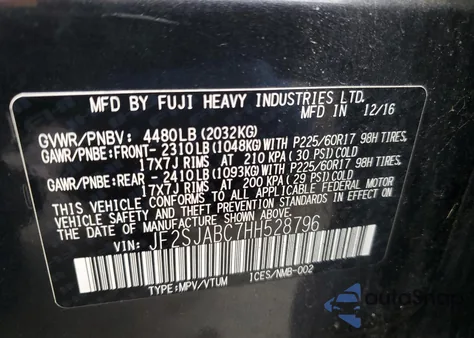 MFD BY FUJI HEAVY INDUSTRIES LTD.
MFD IN 12/16
GVWR/PNBV: 4480LB (2032KG)
GAWR/PNBE:FRONT- 2310LB (1048KG)WITH P225/60R17 98H TIRES,
17X7J RIMS AT 210 KPA (30 PSI)COLD
GAWR/PNBE:REAR - 2410LB (1093KG)WITH P225/60R17 98H TIRES,
17X7J RIMS AT 200 KPA (29 PSI)COLD
THIS VEHICLE CONFORMS TO ALL APPLICABLE FEDERAL MOTOR
VEHICLE SAFETY AND BUMPER STANDARDS IN EFFECT ON THE DATE OF
MANUFACTURE SHOWN ABOVE.
VIN: JF2SJABC7HH528796
TYPE:MPV/VTUM ICES/NMB-002
autoSnap